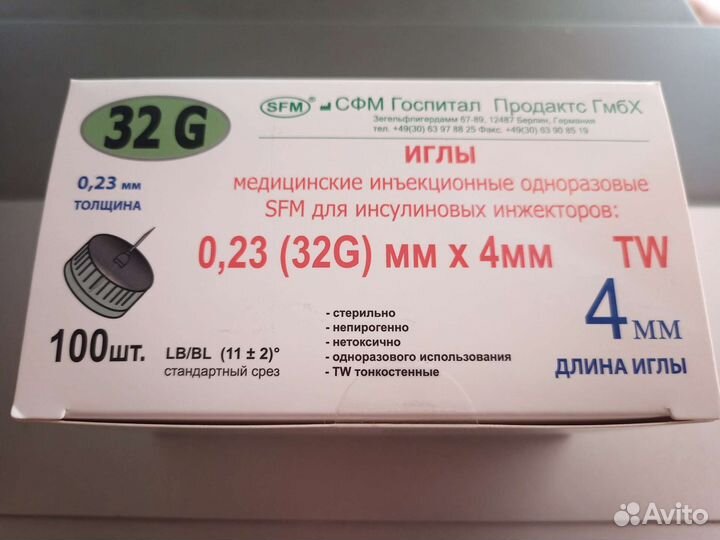 32 G
SFM ® СФМ Госпитал Продактс ГмбХ
Зегельфлигердамм 67-89, 12487 Берлин, Германия
тел. +49(30) 63 97 88 25 Факс. +49(30) 63 90 85 19
ИГЛЫ
медицинские инъекционные одноразовые
SFM для инсулиновых инжекторов:
0,23 мм
ТОЛЩИНА
0,23 (32G) мм х 4мм TW
100шт.
LB/BL (11 ± 2)°
стандартный срез
- стерильно
- непирогенно
- нетоксично
- одноразового использования
- TW тонкостенные
4 мм
ДЛИНА ИГЛЫ
Avito